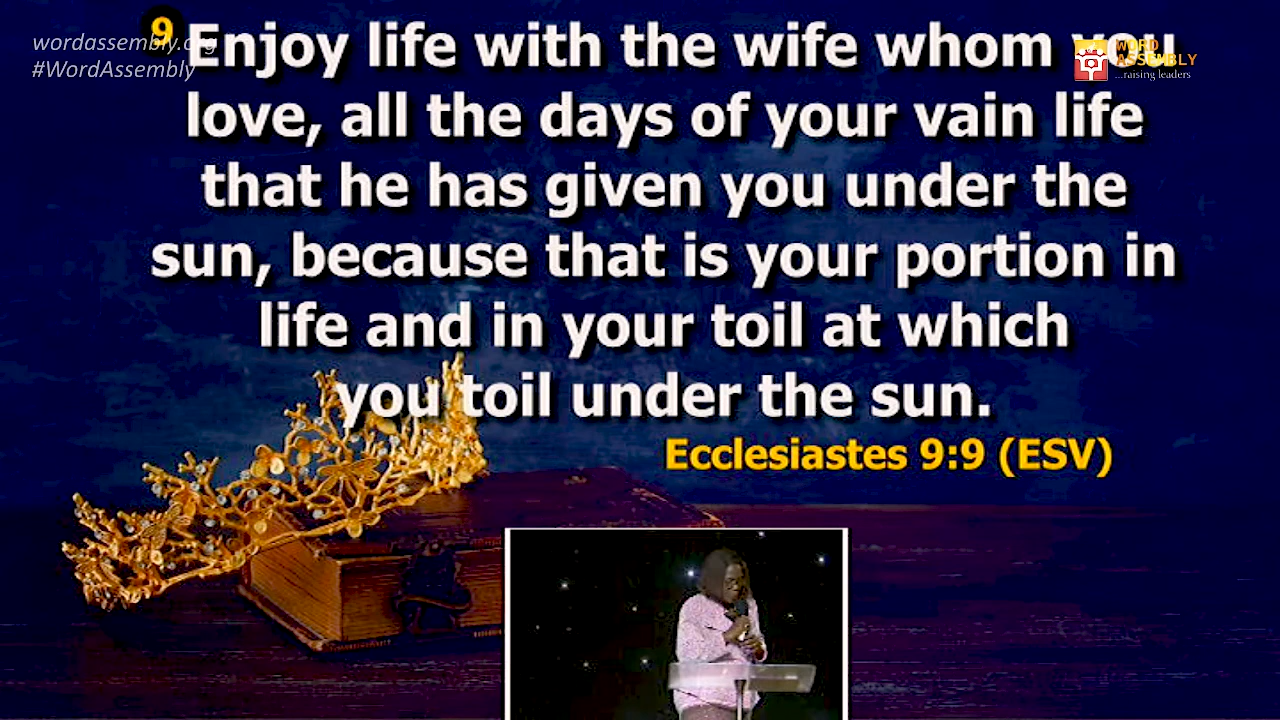 wordassembly.org
#WordAssembly
WORD
ASSEMBLY
...raising leaders
9 Enjoy life with the wife whom you
love, all the days of your vain life
that he has given you under the
sun, because that is your portion in
life and in your toil at which
you toil under the sun.
Ecclesiastes 9:9 (ESV)